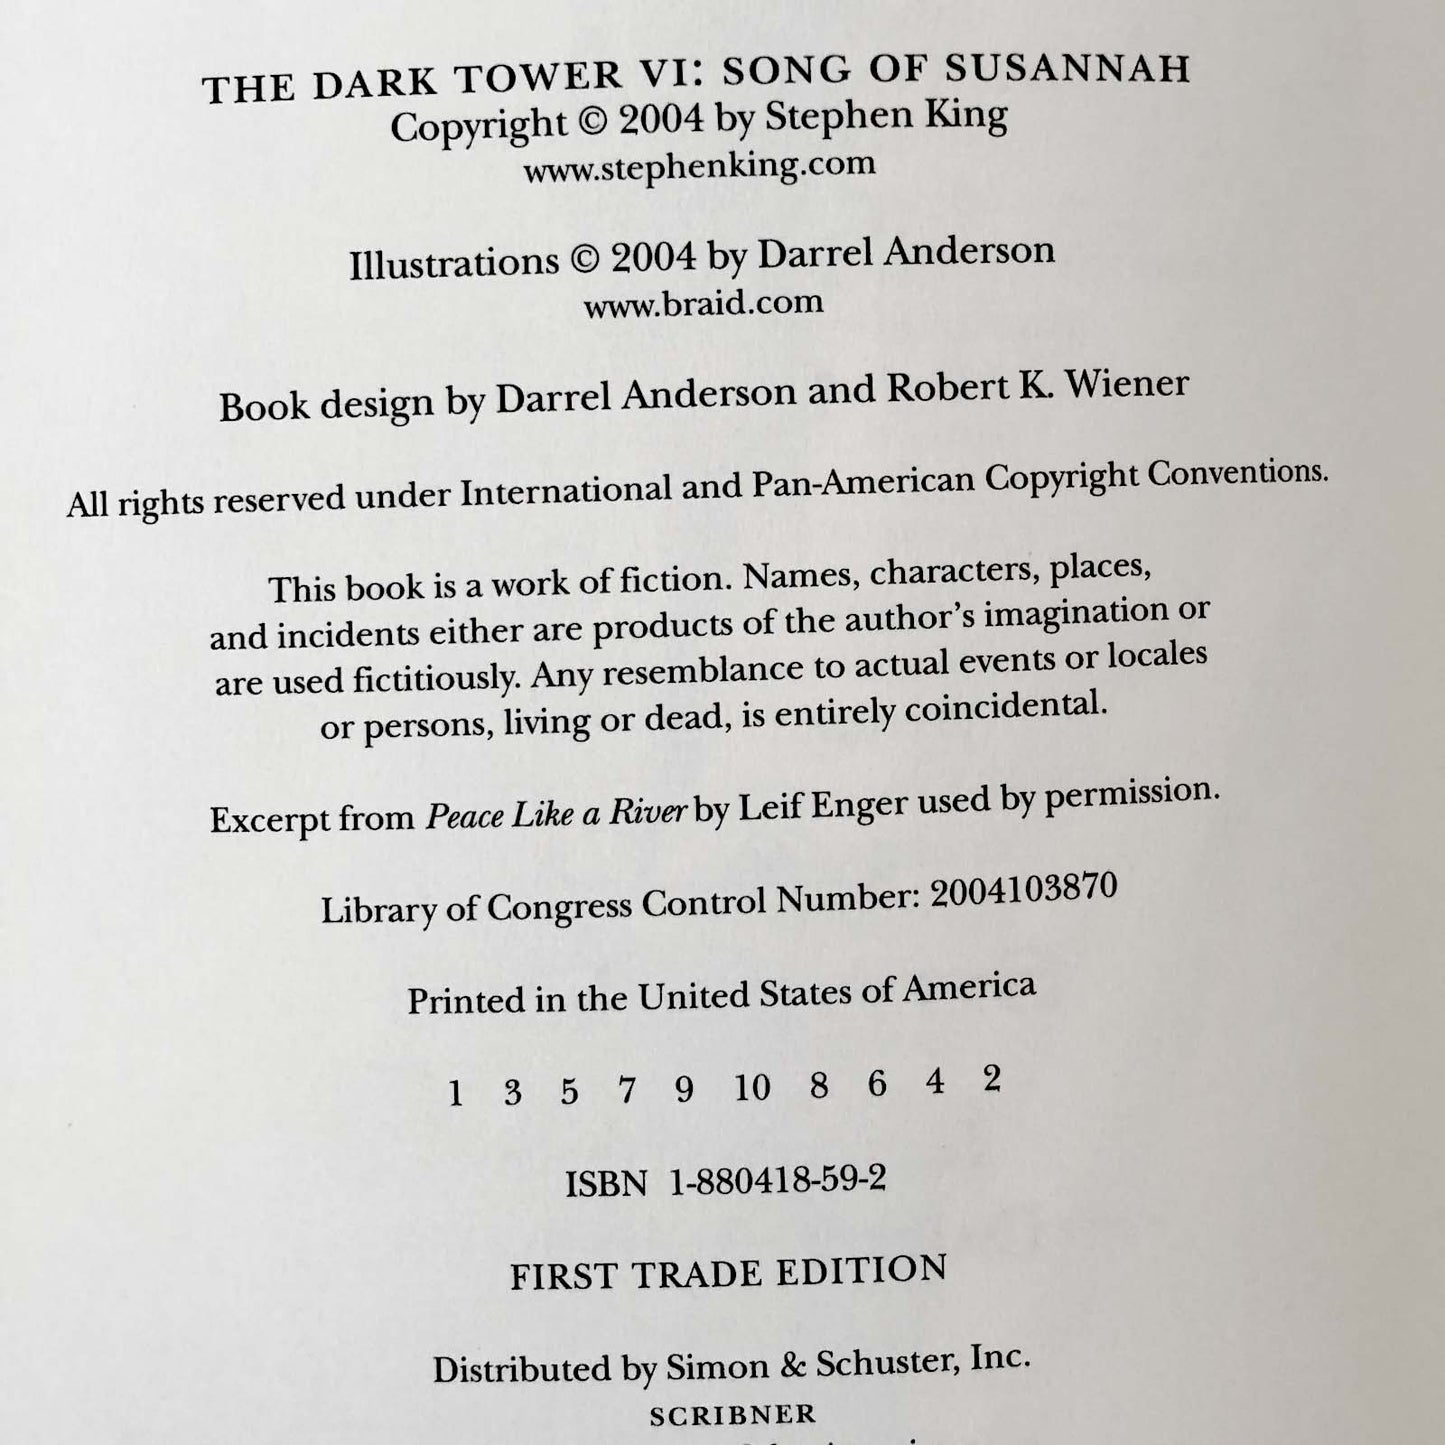 THE DARK TOWER VI: SONG OF SUSANNAH
Copyright © 2004 by Stephen King
www.stephenking.com
Illustrations © 2004 by Darrel Anderson
www.braid.com
Book design by Darrel Anderson and Robert K. Wiener
All rights reserved under International and Pan-American Copyright Conventions.
This book is a work of fiction. Names, characters, places,
and incidents either are products of the author’s imagination or
are used fictitiously. Any resemblance to actual events or locales
or persons, living or dead, is entirely coincidental.
Excerpt from Peace Like a River by Leif Enger used by permission.
Library of Congress Control Number: 2004103870
Printed in the United States of America
1 3 5 7 9 10 8 6 4 2
ISBN 1-880418-59-2
FIRST TRADE EDITION
Distributed by Simon & Schuster, Inc.
SCRIBNER